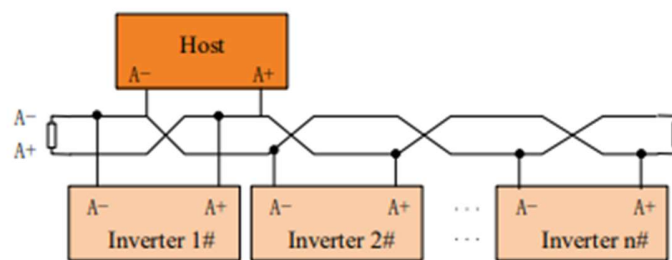 Host
A− A+
A−
A+
A− A+ A− A+ ··· A− A+
Inverter 1# Inverter 2# ··· Inverter n#